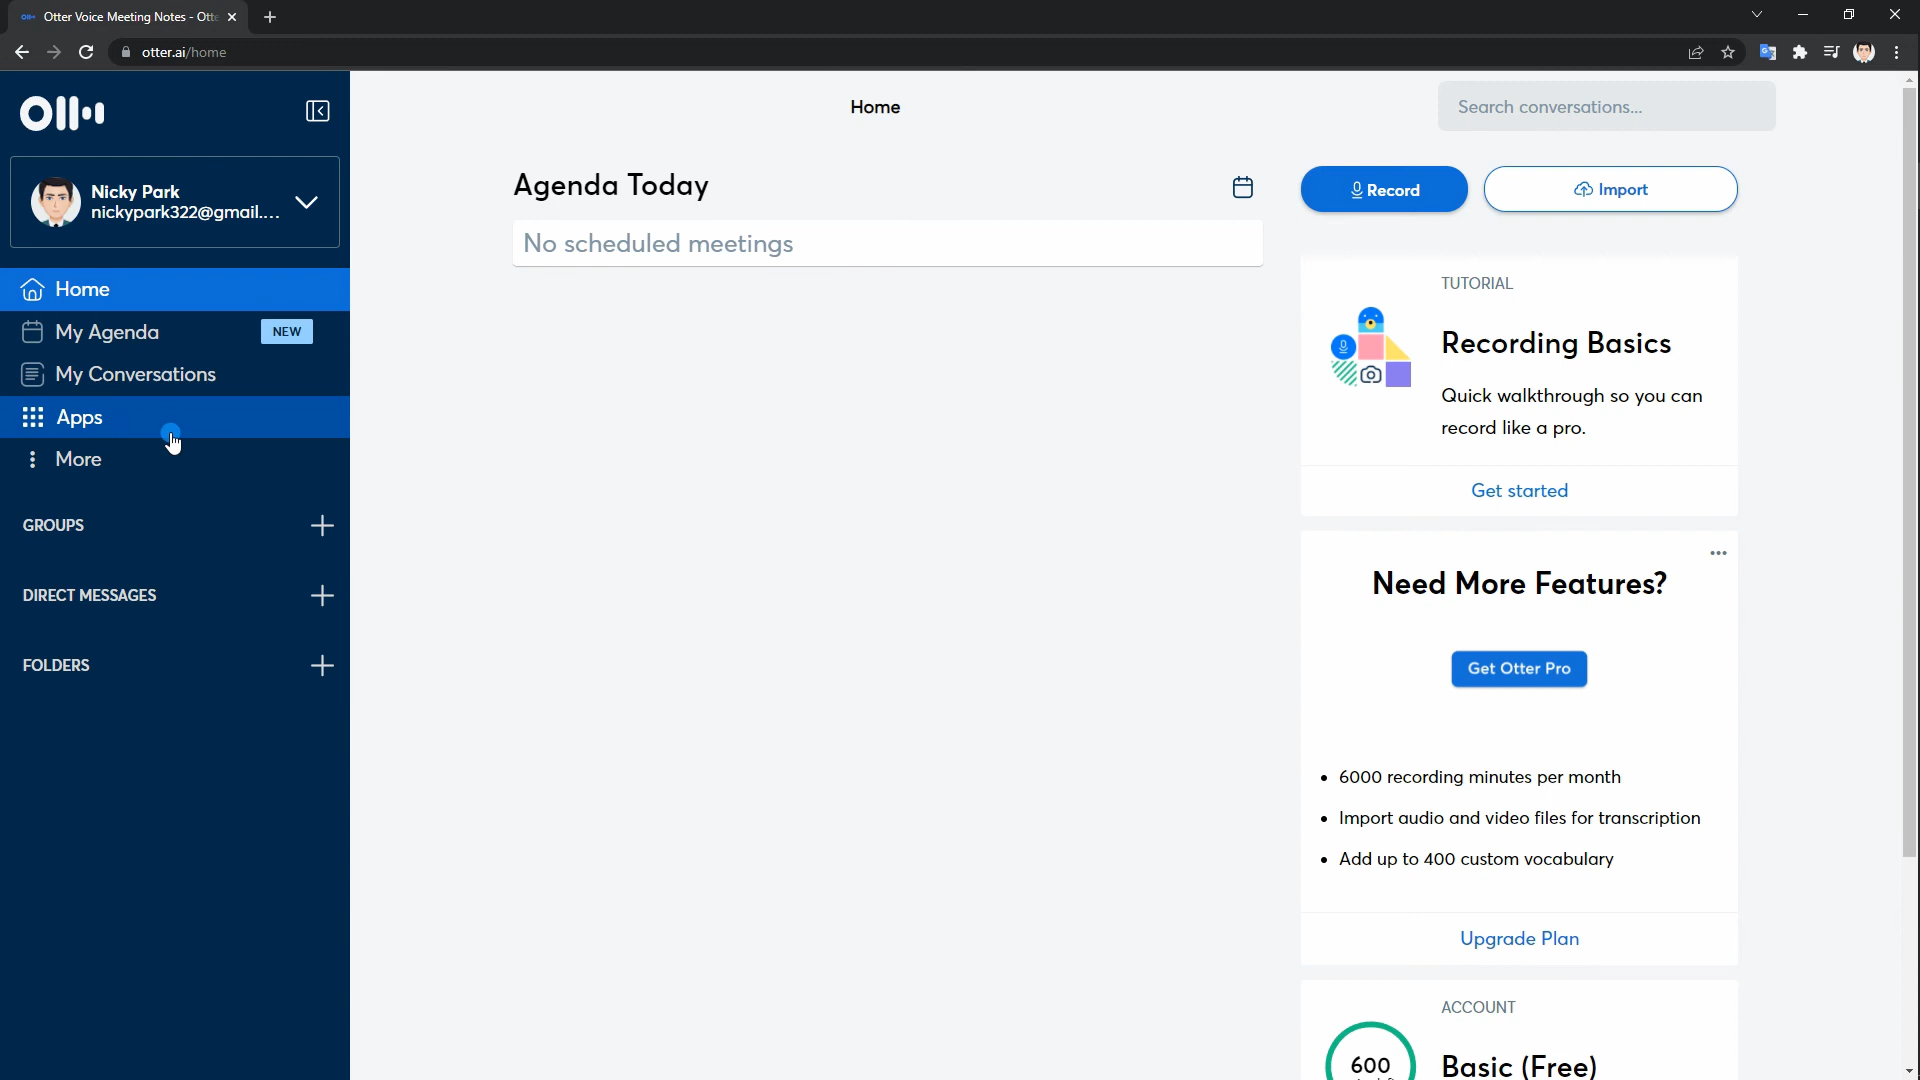 Otter Voice Meeting Notes - Ott
otter.ai/home
Nicky Park
nickypark322@gmail....
Home
My Agenda
NEW
My Conversations
Apps
More
GROUPS
DIRECT MESSAGES
FOLDERS
Home
Search conversations...
Agenda Today
No scheduled meetings
Record
Import
TUTORIAL
Recording Basics
Quick walkthrough so you can
record like a pro.
Get started
Need More Features?
Get Otter Pro
• 6000 recording minutes per month
• Import audio and video files for transcription
• Add up to 400 custom vocabulary
Upgrade Plan
ACCOUNT
600
Basic (Free)